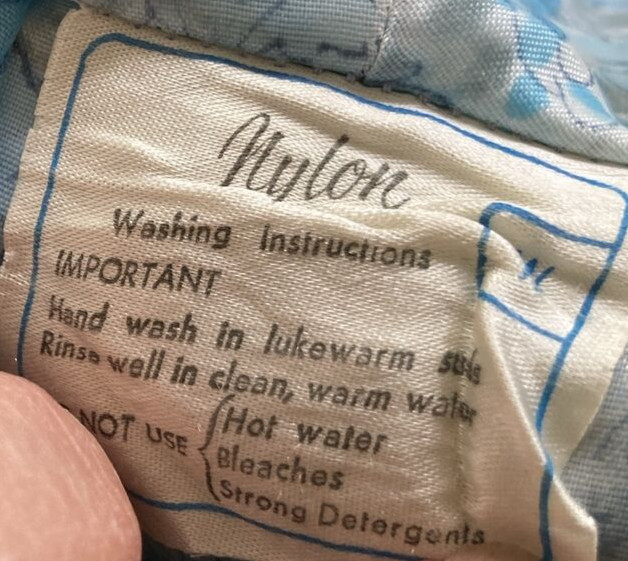 Nylon
Washing Instructions
W
IMPORTANT
Hand wash in lukewarm suds
Rinse well in clean, warm water
NOT USE { Hot water
Bleaches
Strong Detergents